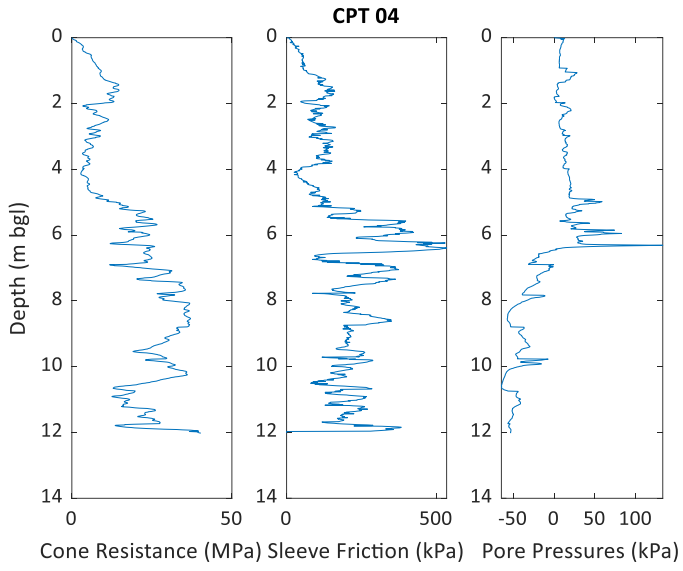 CPT 04
0 0 0
2 2 2
4 4 4
6 6 6
8 8 8
10 10 10
12 12 12
14 14 14
Depth (m bgl)
0 50 0 500 -50 0 50 100
Cone Resistance (MPa) Sleeve Friction (kPa) Pore Pressures (kPa)